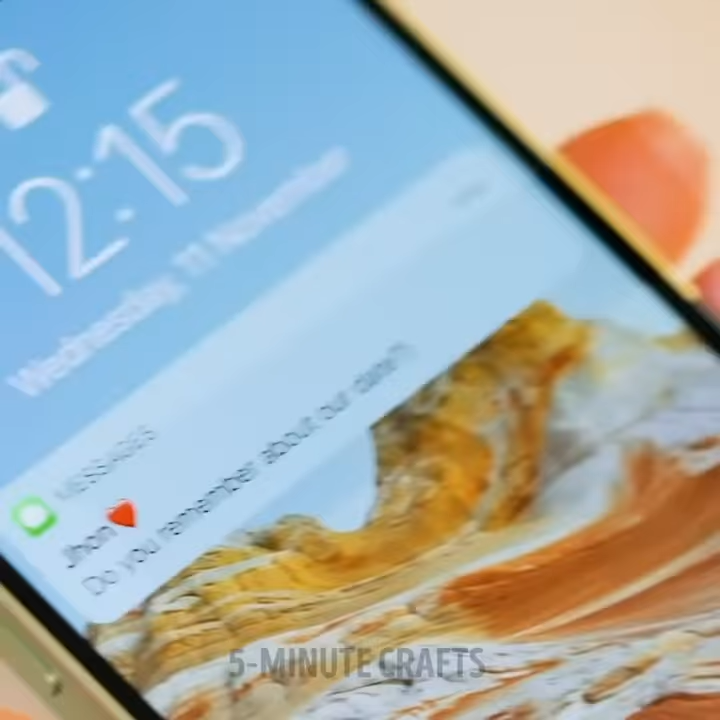 12:15
Wednesday, 11 November
MESSAGES
Jhon
Do you remember about our date?)
5-MINUTE CRAFTS